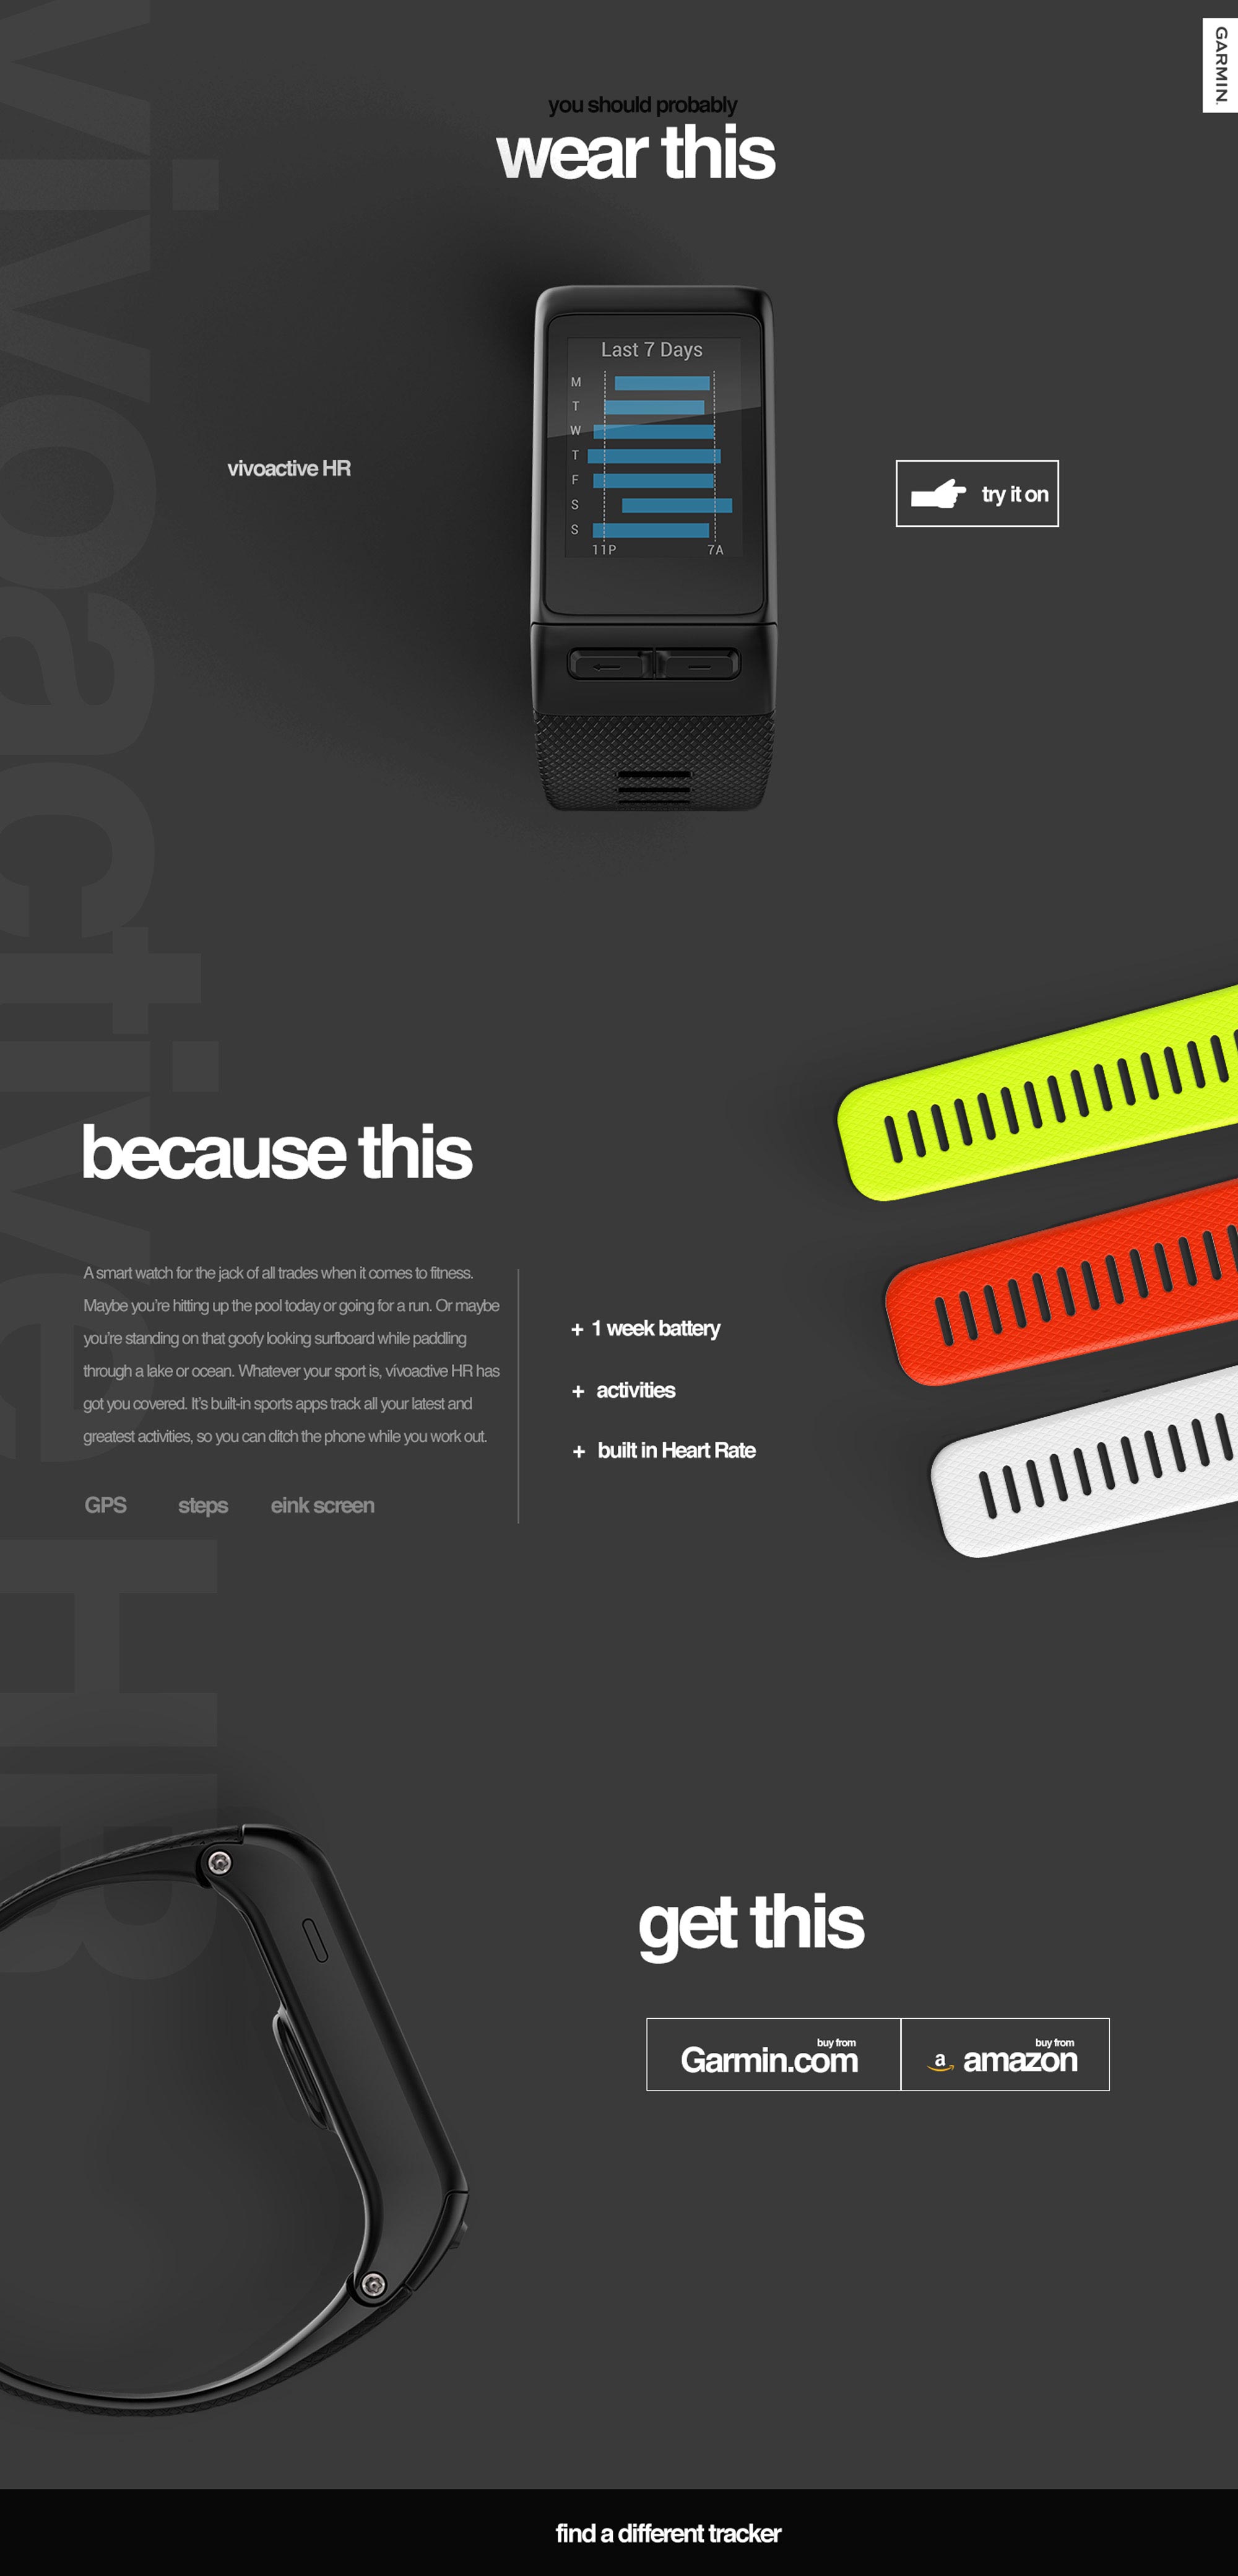 GARMIN
you should probably
wear this
Last 7 Days
M
T
W
T
F
S
S
11P 7A
vivoactive HR
try it on
vivoactive HR
because this
A smart watch for the jack of all trades when it comes to fitness.
Maybe you're hitting up the pool today or going for a run. Or maybe
you're standing on that goofy looking surfboard while paddling
through a lake or ocean. Whatever your sport is, vívoactive HR has
got you covered. It's built-in sports apps track all your latest and
greatest activities, so you can ditch the phone while you work out.
GPS steps eink screen
+ 1 week battery
+ activities
+ built in Heart Rate
get this
buy from
Garmin.com
buy from
a amazon
find a different tracker